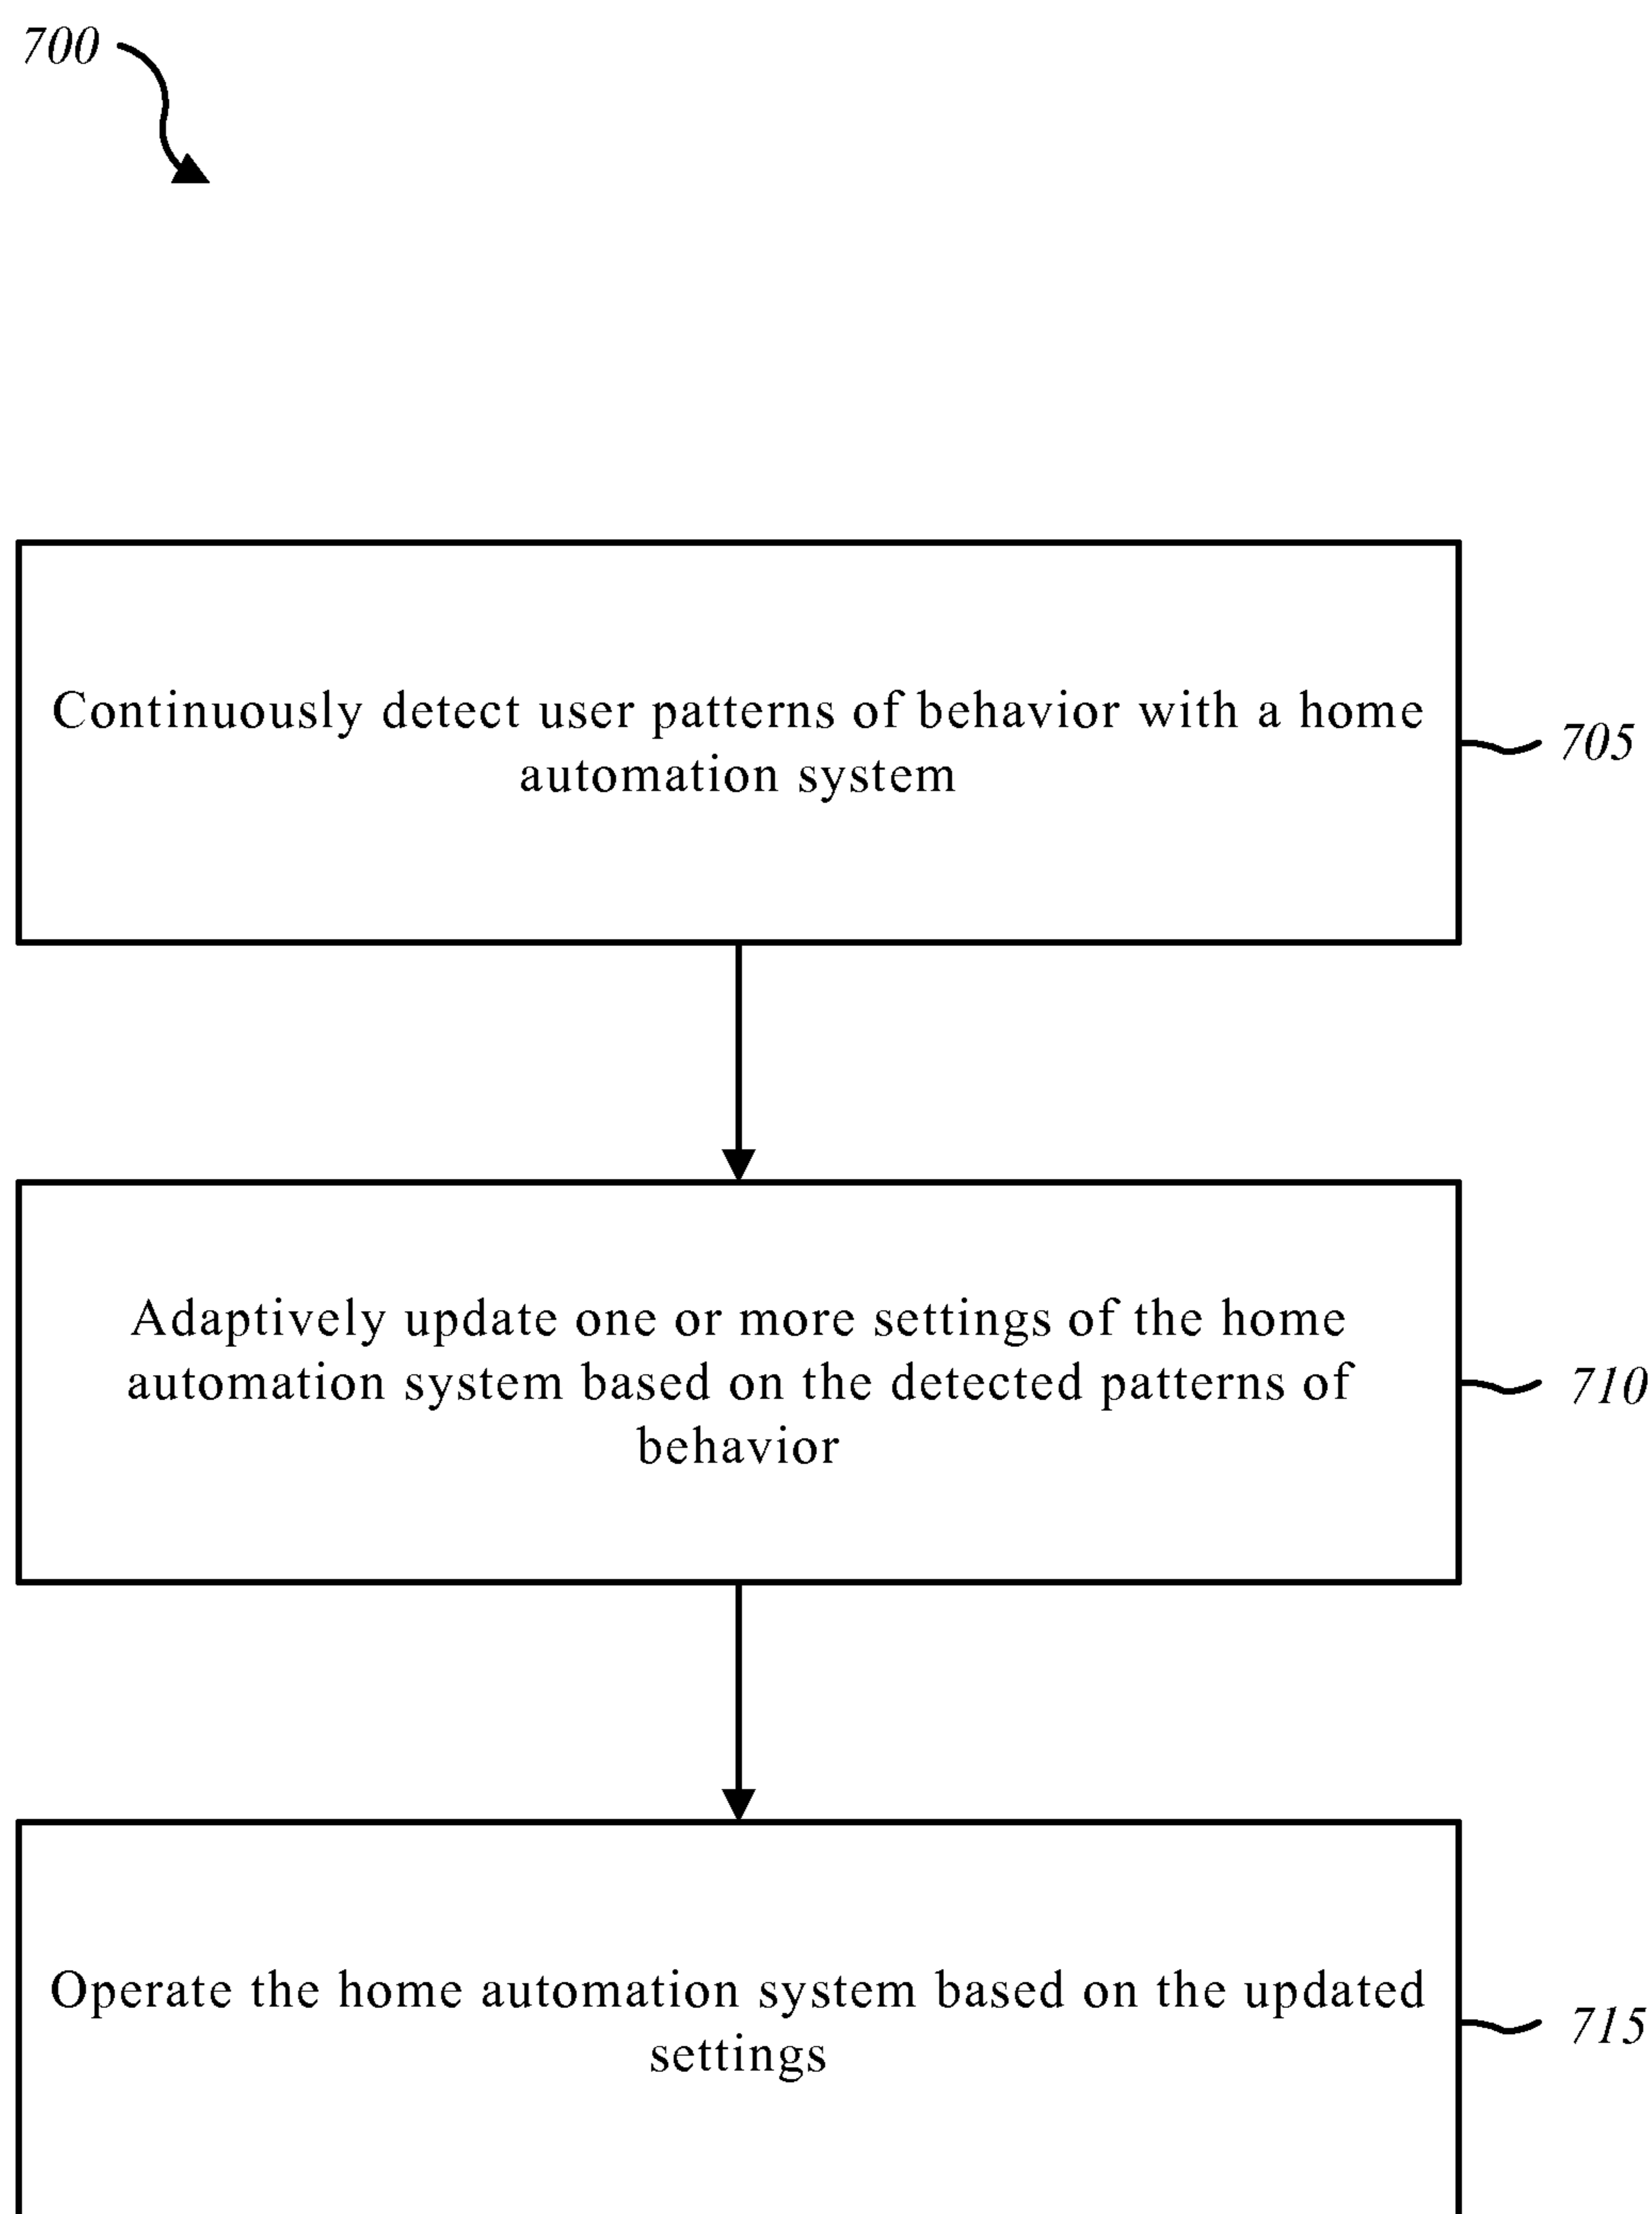 700
Continuously detect user patterns of behavior with a home
automation system
705
Adaptively update one or more settings of the home
automation system based on the detected patterns of
behavior
710
Operate the home automation system based on the updated
settings
715